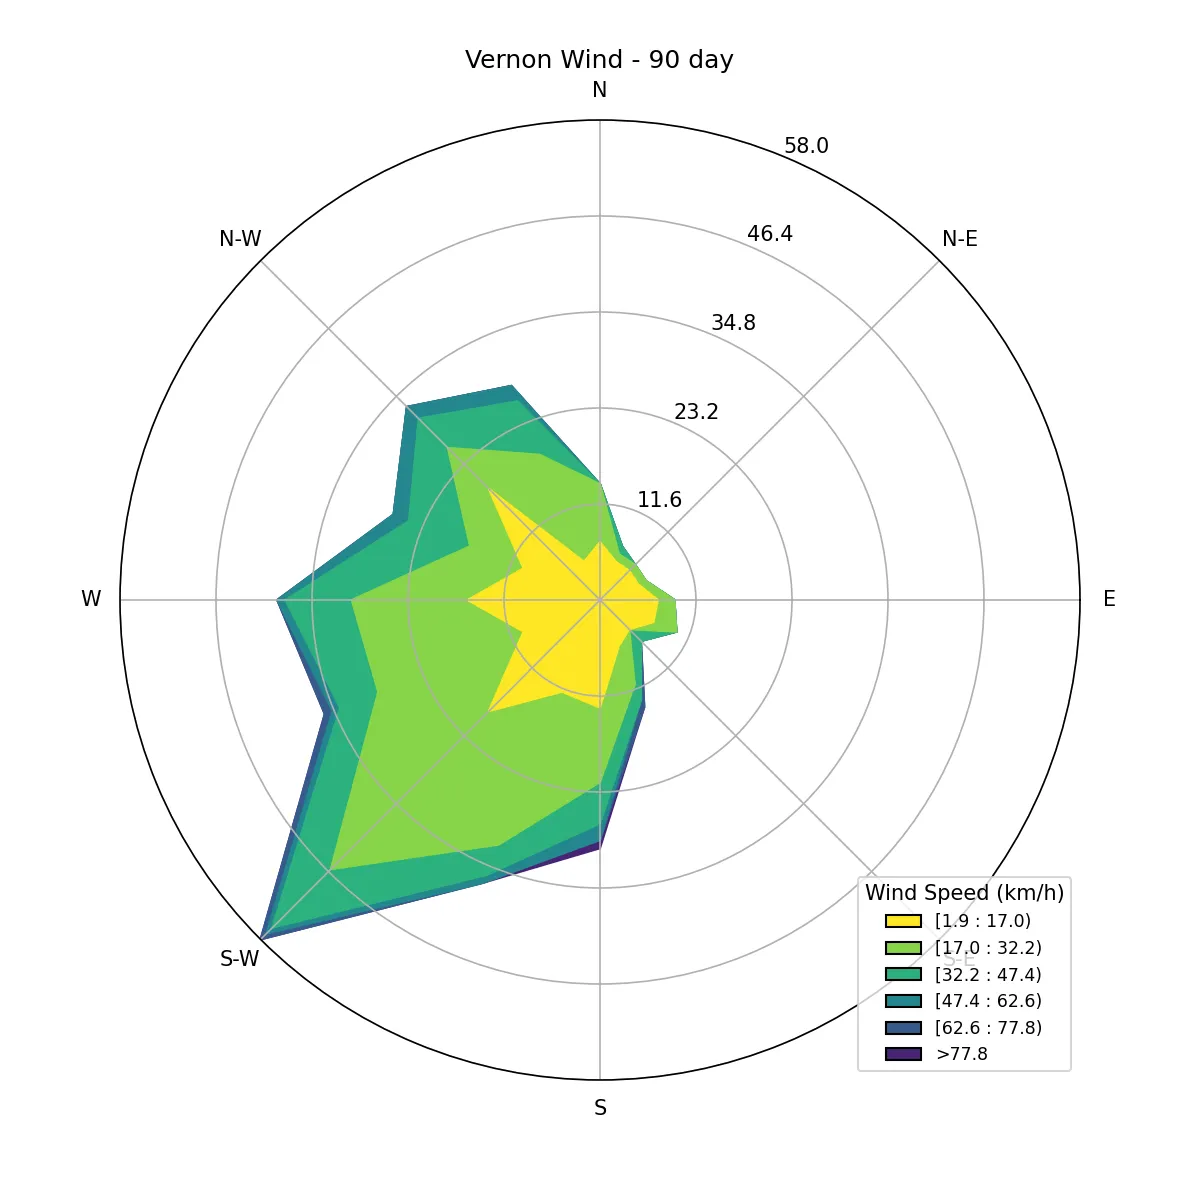 Vernon Wind - 90 day
N
58.0
N-W
46.4
N-E
34.8
23.2
11.6
W
E
S-W
S-E
S
Wind Speed (km/h)
[1.9 : 17.0)
[17.0 : 32.2)
[32.2 : 47.4)
[47.4 : 62.6)
[62.6 : 77.8)
>77.8